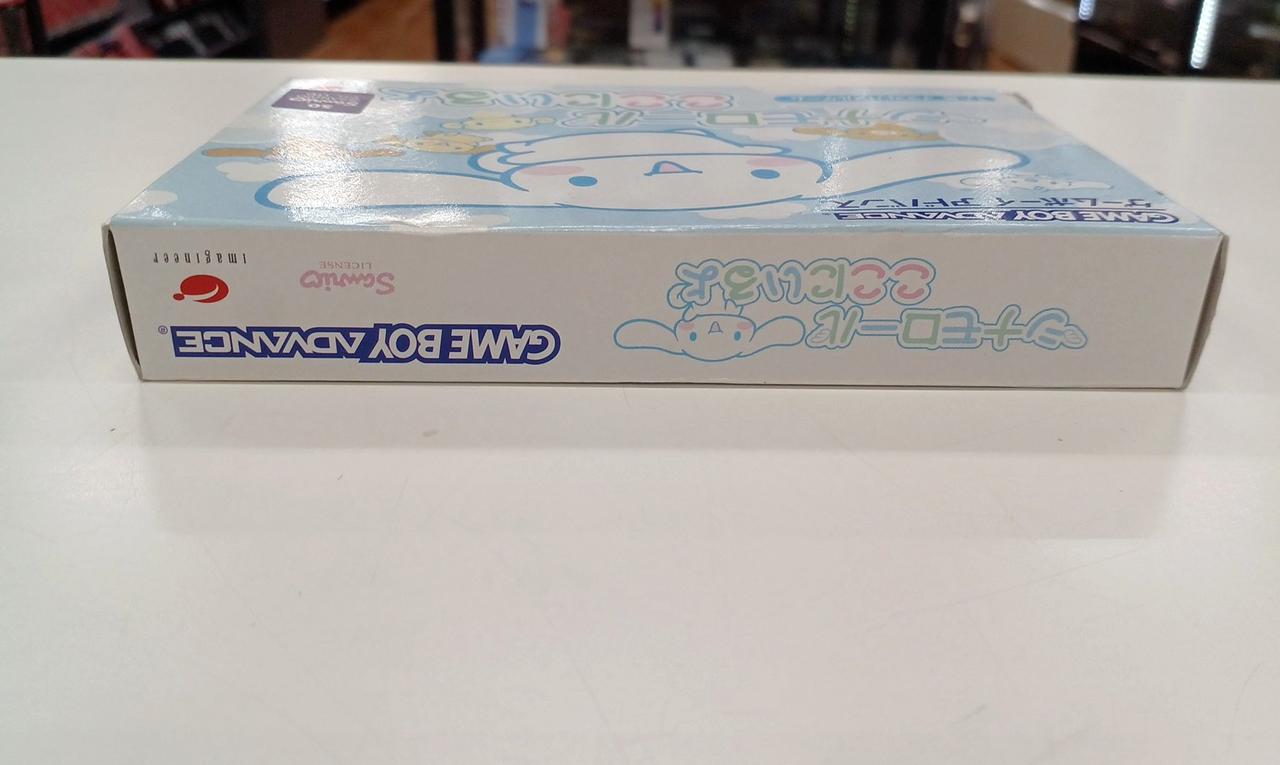 シナモロール
ここにいるよ
GAME BOY ADVANCE
ゲームボーイアドバンス
シナモロール
ここにいるよ
GAME BOY ADVANCE®
Sanrio
LICENSE
imagineer